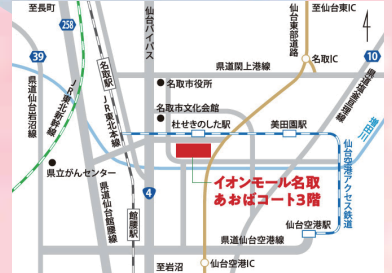 至長町
仙台バイパス
仙台東部道路
至仙台東IC
258
39
名取IC
10
県道閖上港線
名取駅
JR東北本線
JR東北新幹線
県道仙台岩沼線
名取市役所
名取市文化会館
杜せきのした駅
美田園駅
増田川
県立がんセンター
イオンモール名取
あおばコート3階
仙台空港アクセス鉄道
県道仙台館腰線
館腰駅
4
仙台空港駅
県道仙台空港線
至岩沼
仙台空港IC